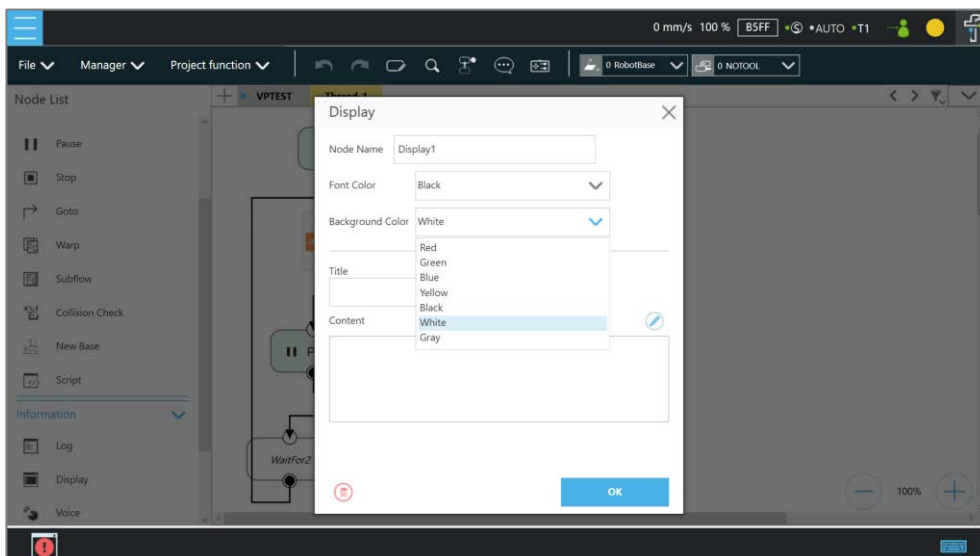 0 mm/s 100 % B5FF S AUTO T1
File Manager Project function 0 RobotBase 0 NOTOOL
Node List
VPTEST Thread 1
Pause
Stop
Goto
Warp
Subflow
Collision Check
New Base
Script
Information
Log
Display
Voice
P
WaitFor2
Display
Node Name Display1
Font Color Black
Background Color White
Red
Green
Blue
Yellow
Black
White
Gray
Title
Content
OK
100%